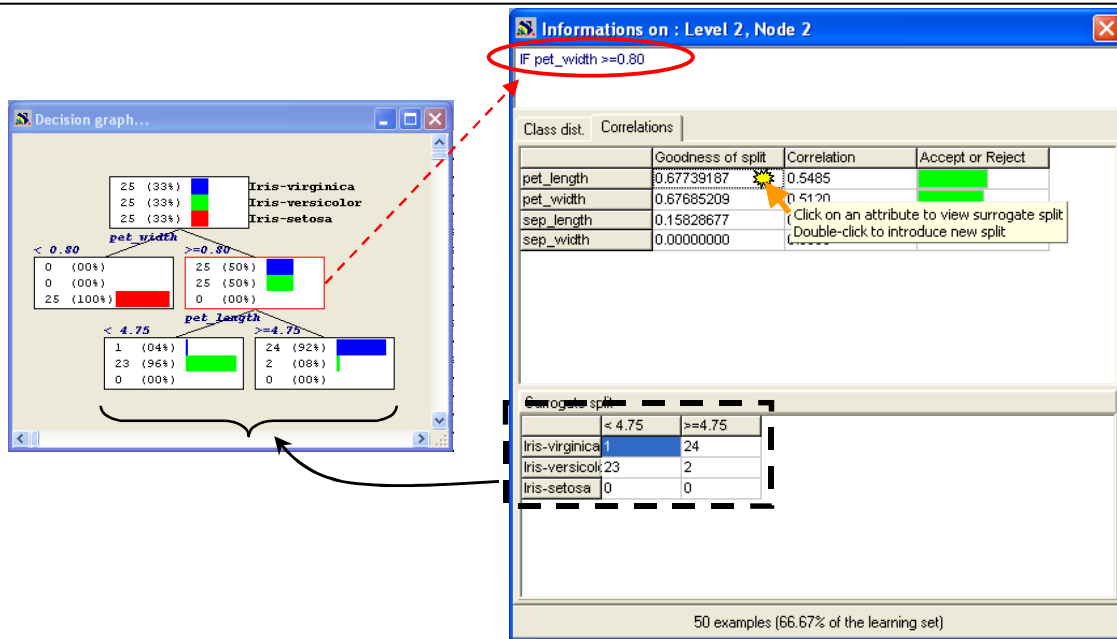 Decision graph...
25 (33%) Iris-virginica
25 (33%) Iris-versicolor
25 (33%) Iris-setosa
pet_width
< 0.80 >=0.80
0 (00%)
0 (00%)
25 (100%)
25 (50%)
25 (50%)
0 (00%)
pet_length
< 4.75 >=4.75
1 (04%)
23 (96%)
0 (00%)
24 (92%)
2 (08%)
0 (00%)
Informations on : Level 2, Node 2
IF pet_width >=0.80
Class dist. Correlations
Goodness of split Correlation Accept or Reject
pet_length 0.67739187 0.5485
pet_width 0.67685209 0.5120
sep_length 0.15828677
sep_width 0.00000000
Click on an attribute to view surrogate split
Double-click to introduce new split
Surrogate split
< 4.75 >=4.75
Iris-virginica 1 24
Iris-versicol 23 2
Iris-setosa 0 0
50 examples (66.67% of the learning set)